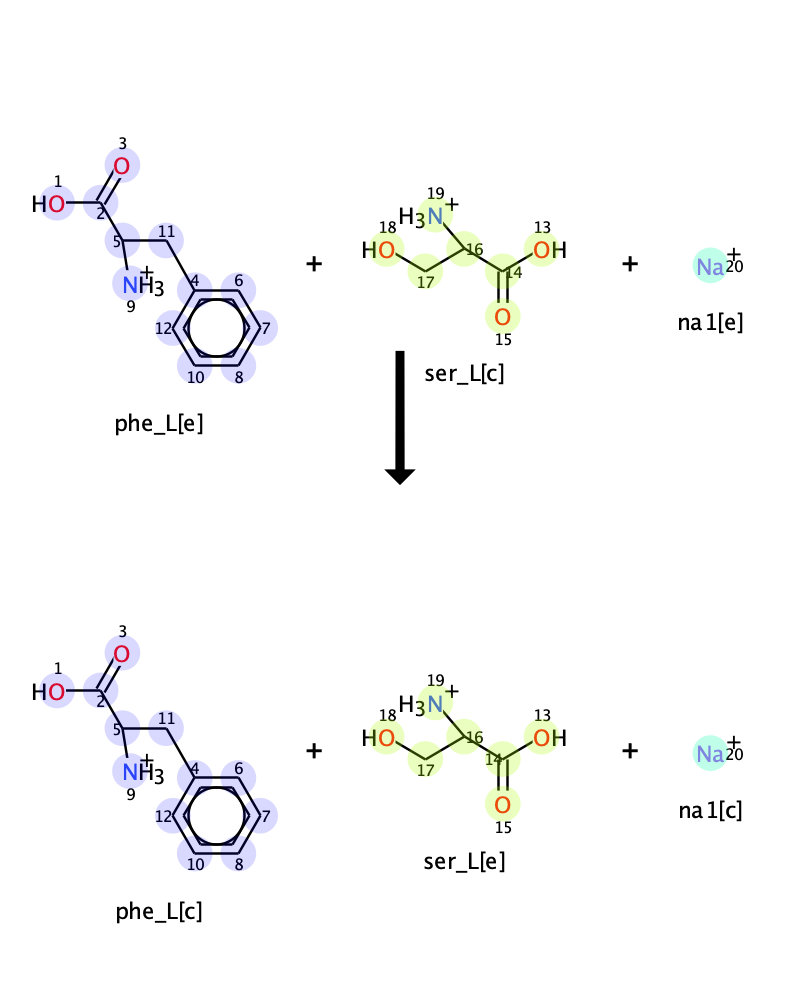 3
O
1
HO
2
5
11
+
NH3
9
4
6
12
7
10
8
phe_L[e]
+
19
H3N+
18
HO
16
13
OH
17
14
O
15
ser_L[c]
+
Na+
20
na1[e]
3
O
1
HO
2
5
11
+
NH3
9
4
6
12
7
10
8
phe_L[c]
+
19
H3N+
18
HO
16
13
OH
17
14
O
15
ser_L[e]
+
Na+
20
na1[c]